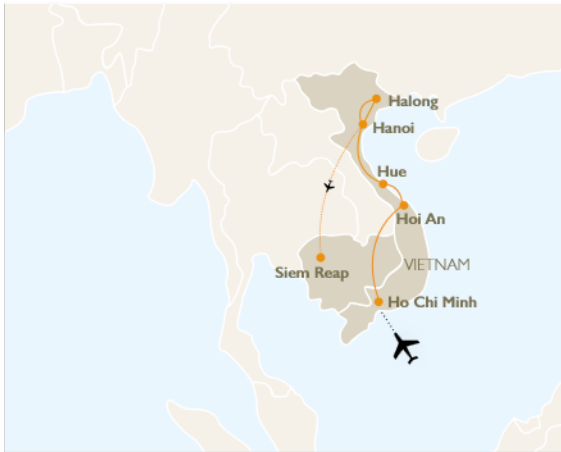 Halong
Hanoi
Hue
Hoi An
Siem Reap
VIETNAM
Ho Chi Minh